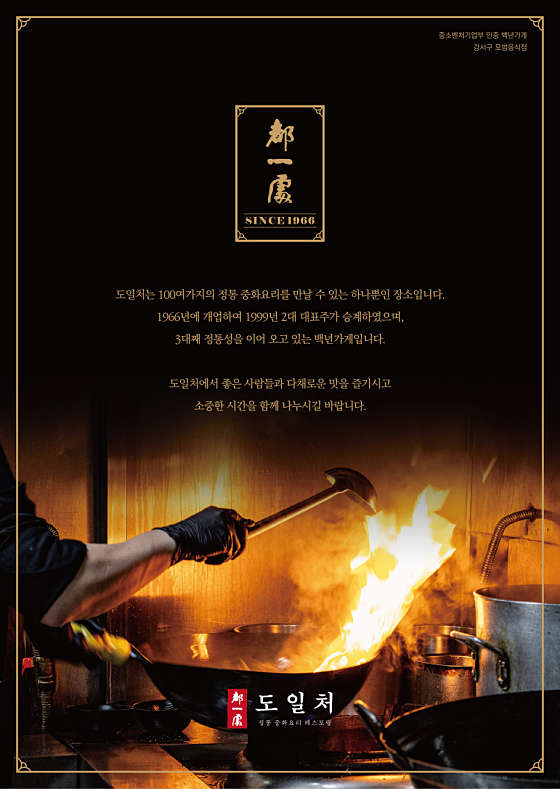 중소벤처기업부 인증 백년가게
강서구 모범음식점
都
一
處
SINCE 1966
도일처는 100여가지의 정통 중화요리를 만날 수 있는 하나뿐인 장소입니다.
1966년에 개업하여 1999년 2대 대표주가 승계하였으며,
3대째 정통성을 이어 오고 있는 백년가게입니다.
도일처에서 좋은 사람들과 다채로운 맛을 즐기시고
소중한 시간을 함께 나누시길 바랍니다.
都一處 도일처
정통 중화요리 레스토랑